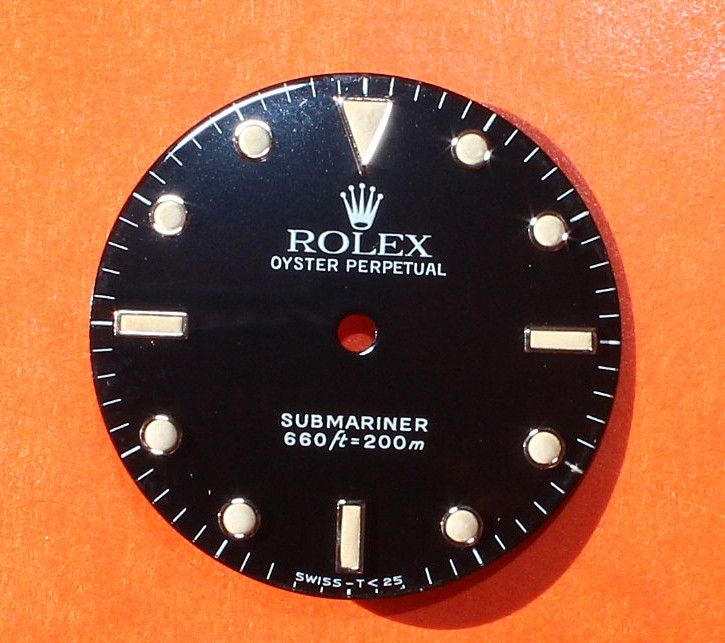 ROLEX
OYSTER PERPETUAL
SUBMARINER
660ft=200m
SWISS-T<25